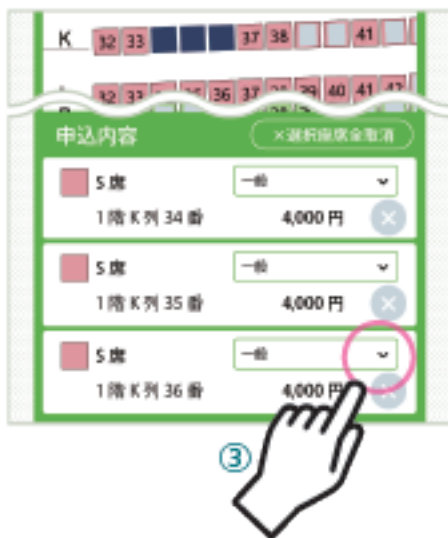 K 32 33 37 38 41
32 33 36 37 39 40 41 42
申込内容 ×選択座席全取消
S席 一般
1階 K列 34番 4,000円
S席 一般
1階 K列 35番 4,000円
S席 一般
1階 K列 36番 4,000円
③